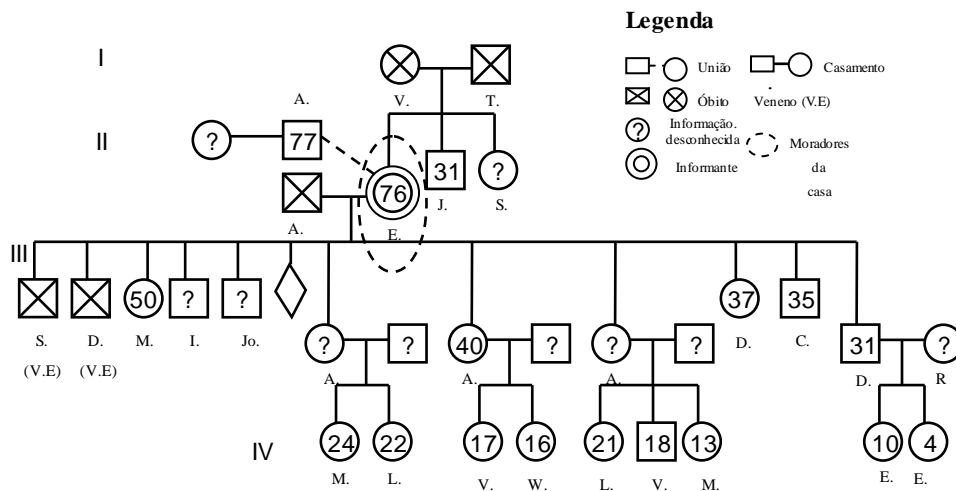 Legenda
União
Casamento
Óbito
Veneno (V.E)
Informação.
desconhecida
?
Moradores
da
casa
Informante
I
V.
T.
A.
II
?
77
76
31
?
J.
S.
A.
E.
III
50
?
?
37
35
S.
D.
M.
I.
Jo.
D.
C.
(V.E)
(V.E)
?
?
40
?
?
?
31
?
A.
A.
A.
D.
R
IV
24
22
17
16
21
18
13
10
4
M.
L.
V.
W.
L.
V.
M.
E.
E.